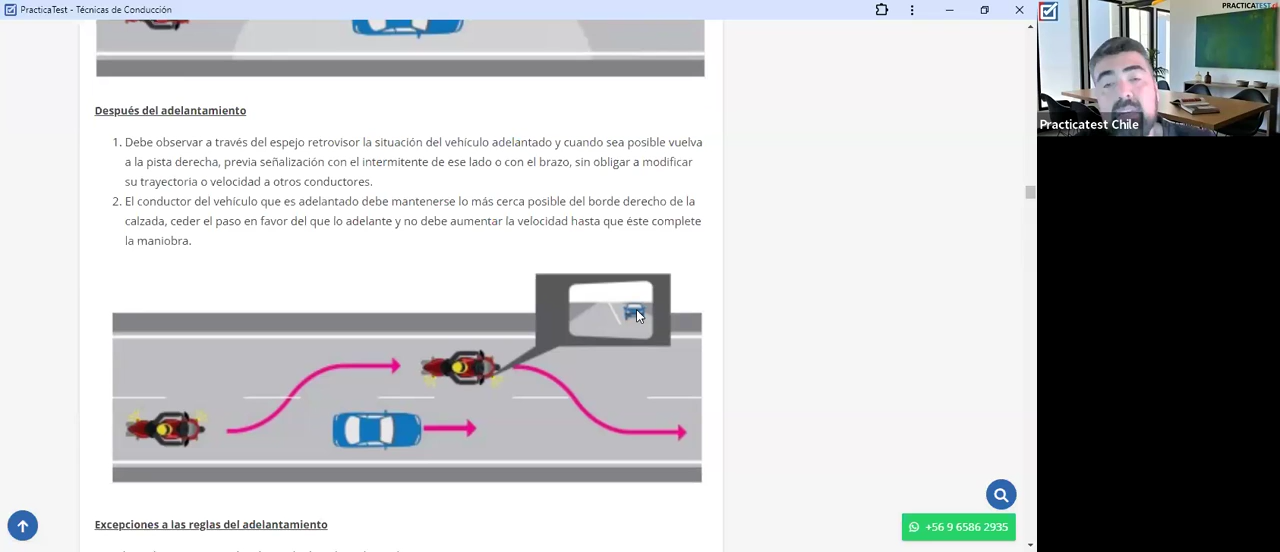 PracticaTest - Técnicas de Conducción
PRACTICATEST
Practicatest Chile
Después del adelantamiento
1. Debe observar a través del espejo retrovisor la situación del vehículo adelantado y cuando sea posible vuelva
a la pista derecha, previa señalización con el intermitente de ese lado o con el brazo, sin obligar a modificar
su trayectoria o velocidad a otros conductores.
2. El conductor del vehículo que es adelantado debe mantenerse lo más cerca posible del borde derecho de la
calzada, ceder el paso en favor del que lo adelante y no debe aumentar la velocidad hasta que éste complete
la maniobra.
Excepciones a las reglas del adelantamiento
+56 9 6586 2935